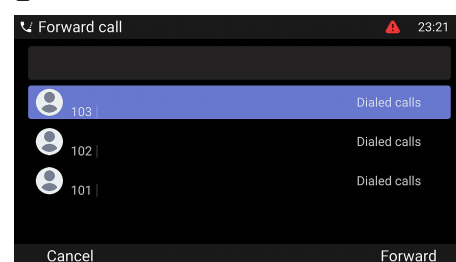 Forward call 23:21
Dialed calls
103 |
Dialed calls
102 |
Dialed calls
101 |
Cancel Forward